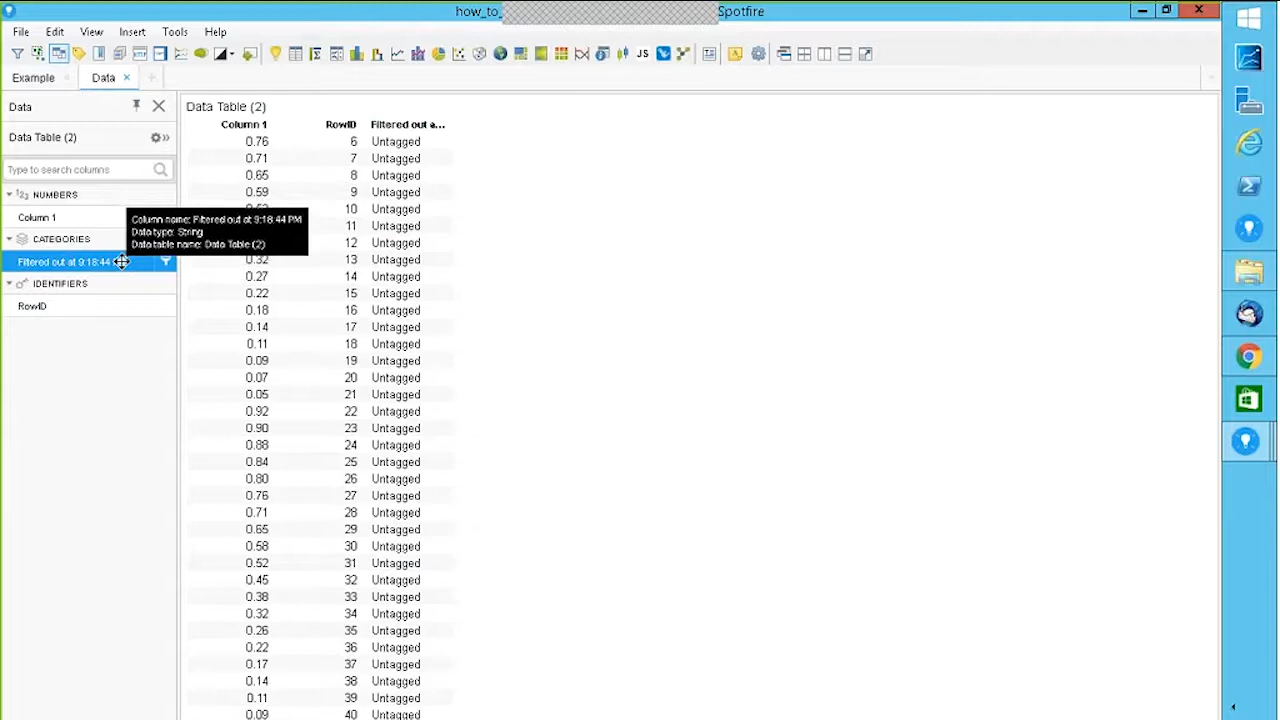 how_to_ Spotfire
File Edit View Insert Tools Help
JS
Example Data
Data
Data Table (2)
Type to search columns
NUMBERS
Column 1
CATEGORIES
Filtered out at 9:18:44
IDENTIFIERS
RowID
Column name: Filtered out at 9:18:44 PM
Data type: String
Data table name: Data Table (2)
Data Table (2)
Column 1 RowID Filtered out a...
0.76 6 Untagged
0.71 7 Untagged
0.65 8 Untagged
0.59 9 Untagged
10 Untagged
11 Untagged
12 Untagged
0.32 13 Untagged
0.27 14 Untagged
0.22 15 Untagged
0.18 16 Untagged
0.14 17 Untagged
0.11 18 Untagged
0.09 19 Untagged
0.07 20 Untagged
0.05 21 Untagged
0.92 22 Untagged
0.90 23 Untagged
0.88 24 Untagged
0.84 25 Untagged
0.80 26 Untagged
0.76 27 Untagged
0.71 28 Untagged
0.65 29 Untagged
0.58 30 Untagged
0.52 31 Untagged
0.45 32 Untagged
0.38 33 Untagged
0.32 34 Untagged
0.26 35 Untagged
0.22 36 Untagged
0.17 37 Untagged
0.14 38 Untagged
0.11 39 Untagged
0.09 40 Untagged